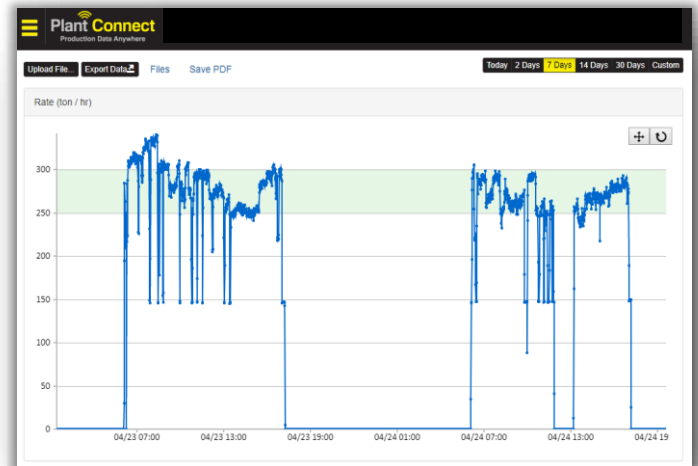 Plant Connect
Production Data Anywhere
Upload File... Export Data Files Save PDF Today 2 Days 7 Days 14 Days 30 Days Custom
Rate (ton / hr)
300
250
200
150
100
50
0
04/23 07:00 04/23 13:00 04/23 19:00 04/24 01:00 04/24 07:00 04/24 13:00 04/24 19